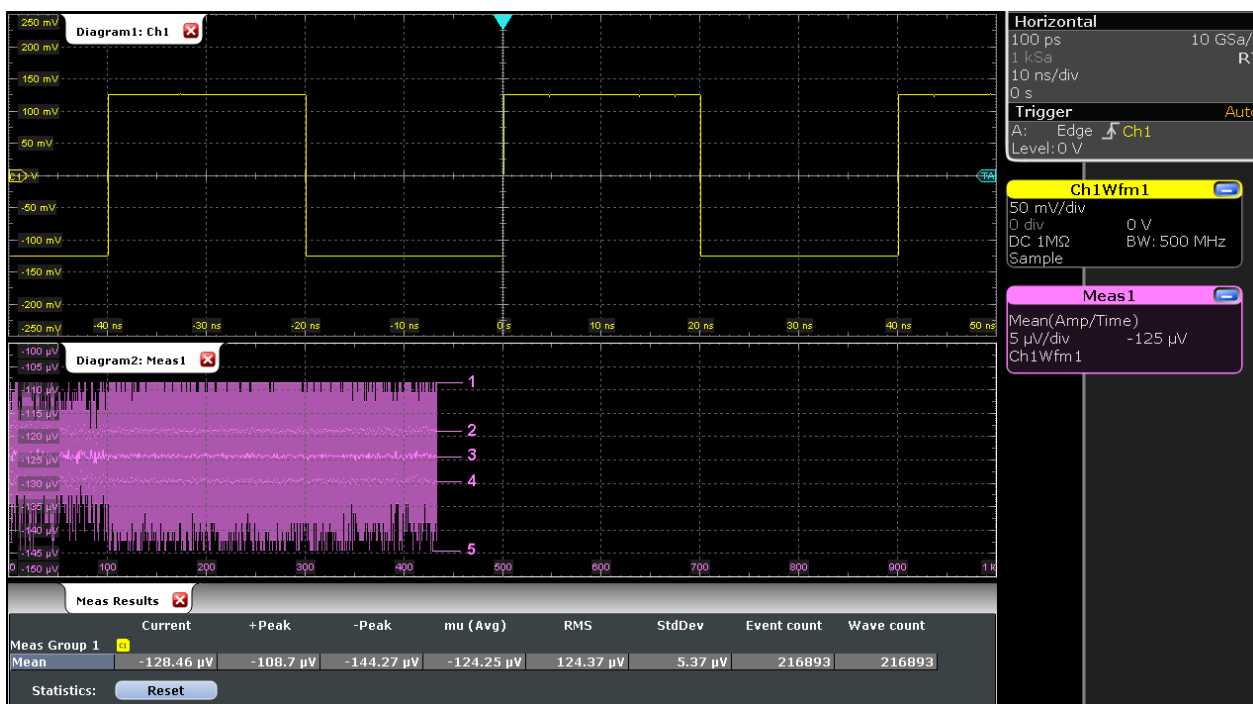 250 mV
Diagram1: Ch1
200 mV
150 mV
100 mV
50 mV
C1 V
TA
-50 mV
-100 mV
-150 mV
-200 mV
-250 mV -40 ns -30 ns -20 ns -10 ns 0 s 10 ns 20 ns 30 ns 40 ns 50 ns
-100 µV
Diagram2: Meas1
-105 µV
-110 µV
1
-115 µV
-120 µV
2
-125 µV
3
-130 µV
4
-135 µV
-140 µV
-145 µV
5
0 -150 µV 100 200 300 400 500 600 700 800 900 1 k
Meas Results
Current +Peak -Peak mu (Avg) RMS StdDev Event count Wave count
Meas Group 1
Mean -128.46 µV -108.7 µV -144.27 µV -124.25 µV 124.37 µV 5.37 µV 216893 216893
Statistics: Reset
Horizontal
100 ps 10 GSa/
1 kSa R
10 ns/div
0 s
Trigger Auto
A: Edge Ch1
Level: 0 V
Ch1Wfm1
50 mV/div
0 div 0 V
DC 1MΩ BW: 500 MHz
Sample
Meas1
Mean(Amp/Time)
5 µV/div -125 µV
Ch1Wfm1